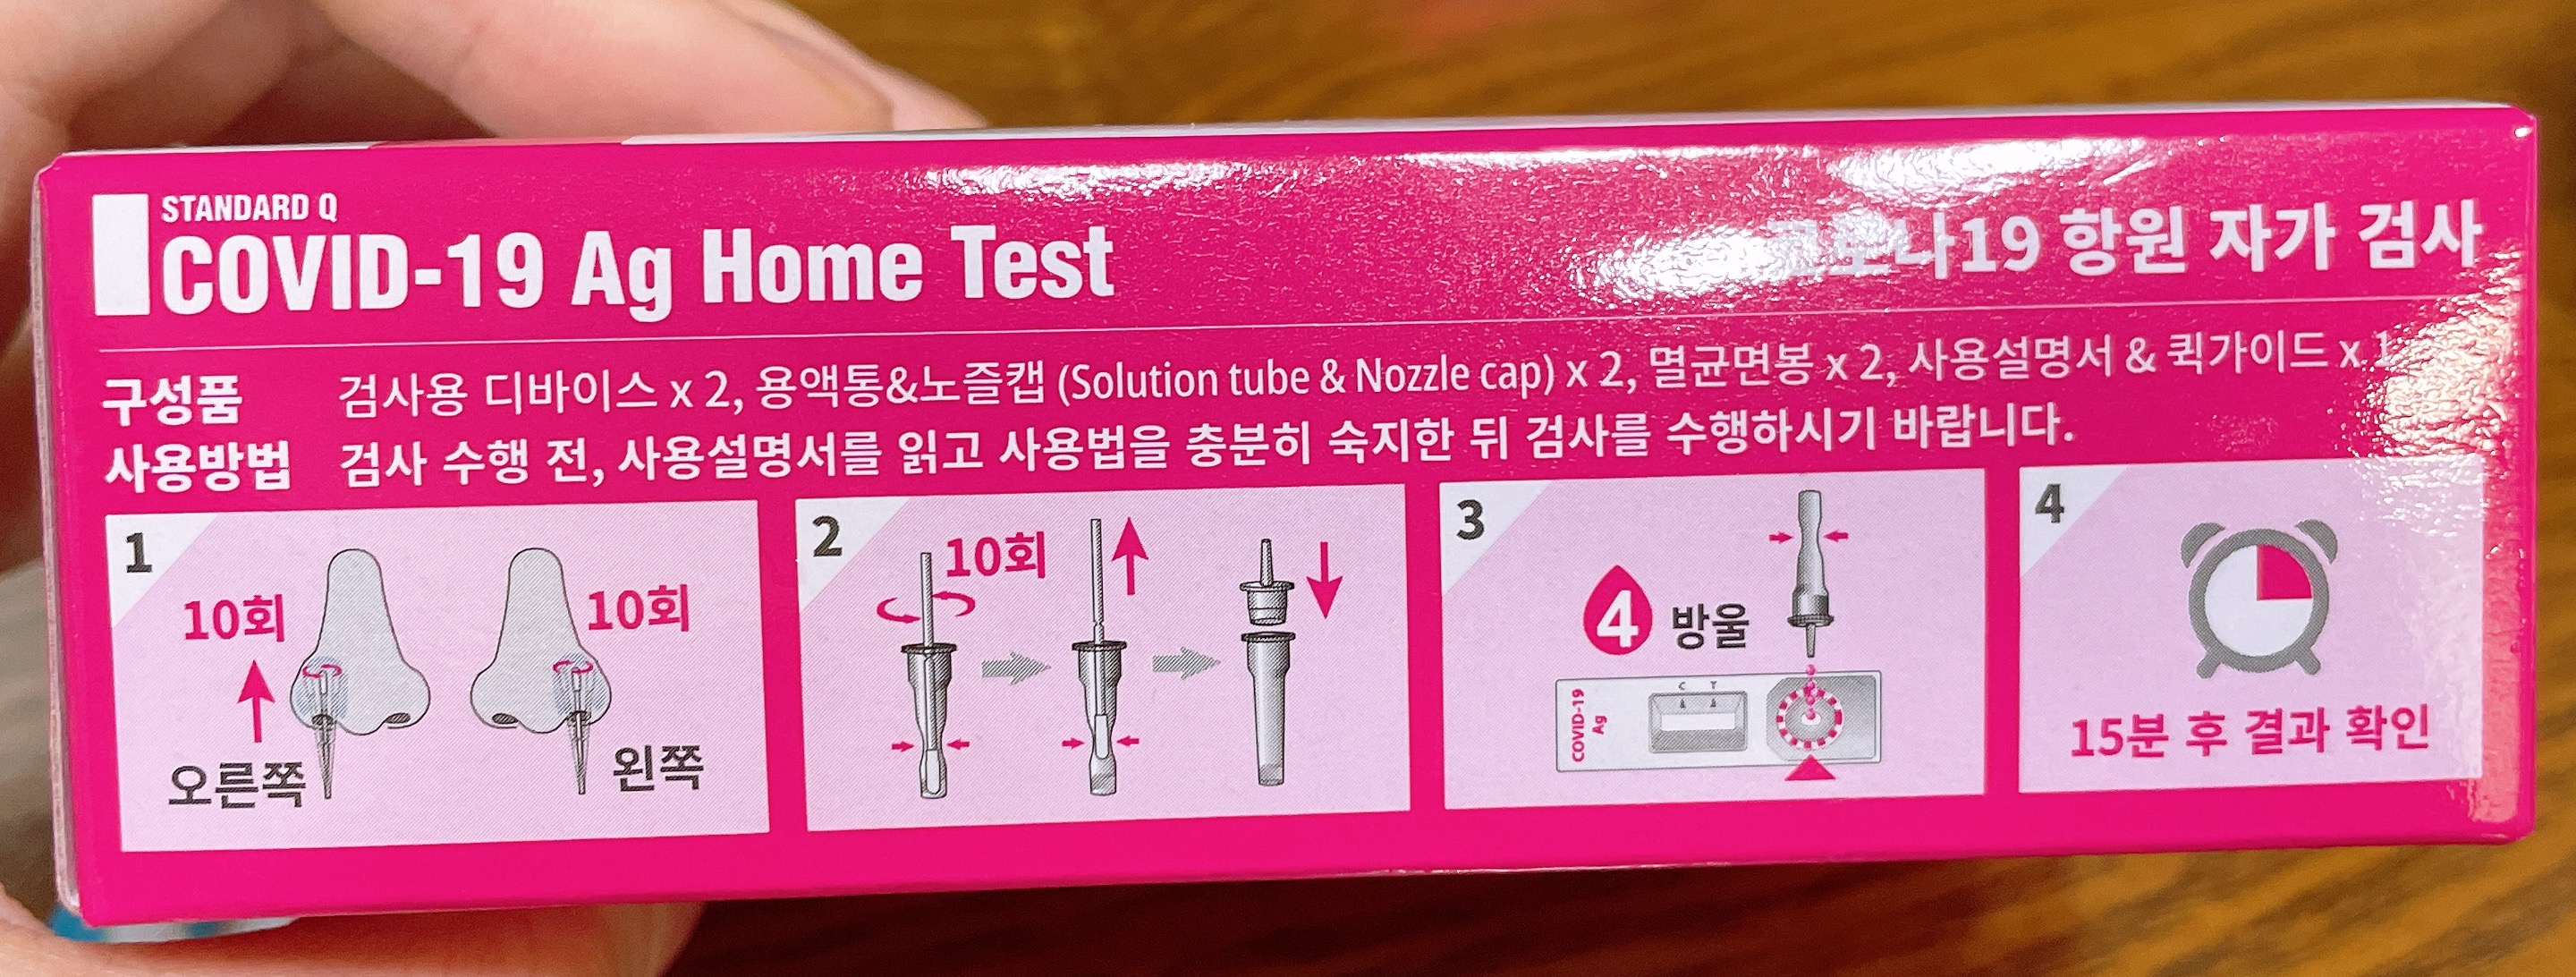 STANDARD Q
COVID-19 Ag Home Test
코로나19 항원 자가 검사
구성품 검사용 디바이스 x 2, 용액통&노즐캡 (Solution tube & Nozzle cap) x 2, 멸균면봉 x 2, 사용설명서 & 퀵가이드 x 1
사용방법 검사 수행 전, 사용설명서를 읽고 사용법을 충분히 숙지한 뒤 검사를 수행하시기 바랍니다.
1
10회
10회
오른쪽
왼쪽
2
10회
3
4 방울
COVID-19
Ag
C T
4
15분 후 결과 확인